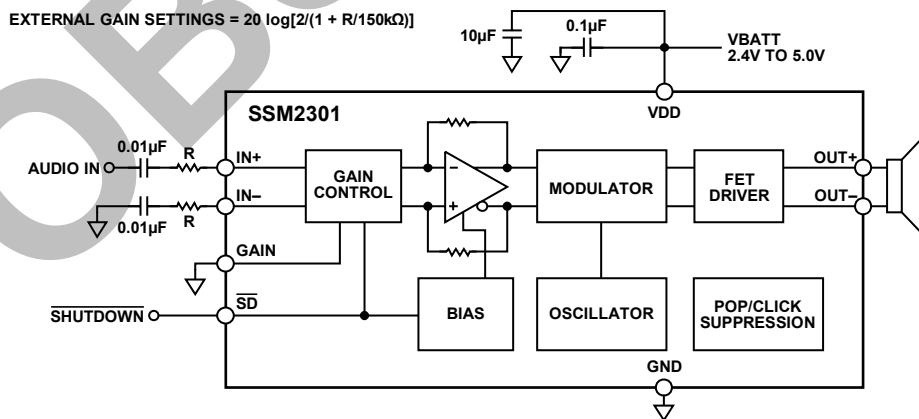 EXTERNAL GAIN SETTINGS = 20 log[2/(1 + R/150kΩ)]
10µF
0.1µF
VBATT
2.4V TO 5.0V
VDD
SSM2301
0.01µF
R
IN+
AUDIO IN
GAIN
CONTROL
MODULATOR
FET
DRIVER
OUT+
OUT–
IN–
R
0.01µF
GAIN
SD
SHUTDOWN
BIAS
OSCILLATOR
POP/CLICK
SUPPRESSION
GND